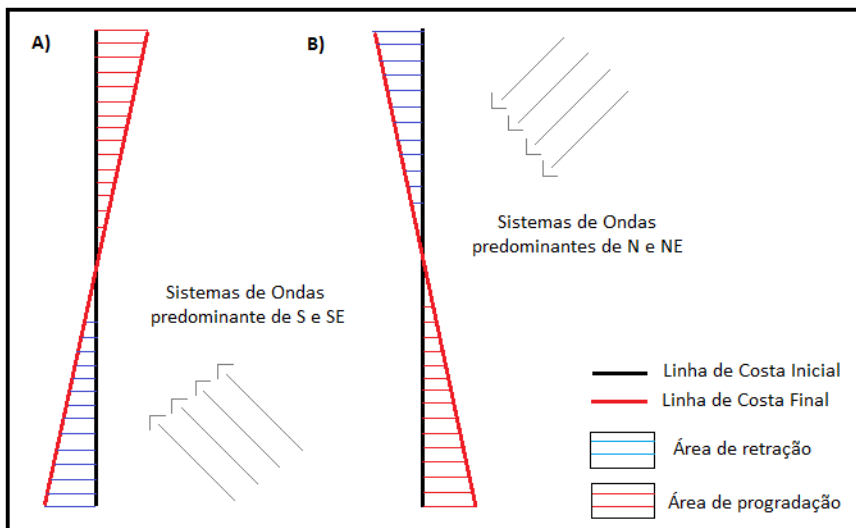 A)
B)
Sistemas de Ondas
predominantes de N e NE
Sistemas de Ondas
predominante de S e SE
Linha de Costa Inicial
Linha de Costa Final
Área de retração
Área de progradação